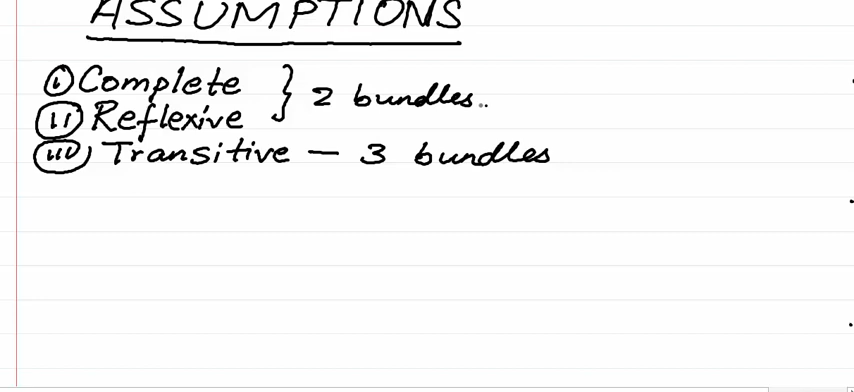 ASSUMPTIONS
(i) Complete } 2 bundles..
(ii) Reflexive
(iii) Transitive — 3 bundles